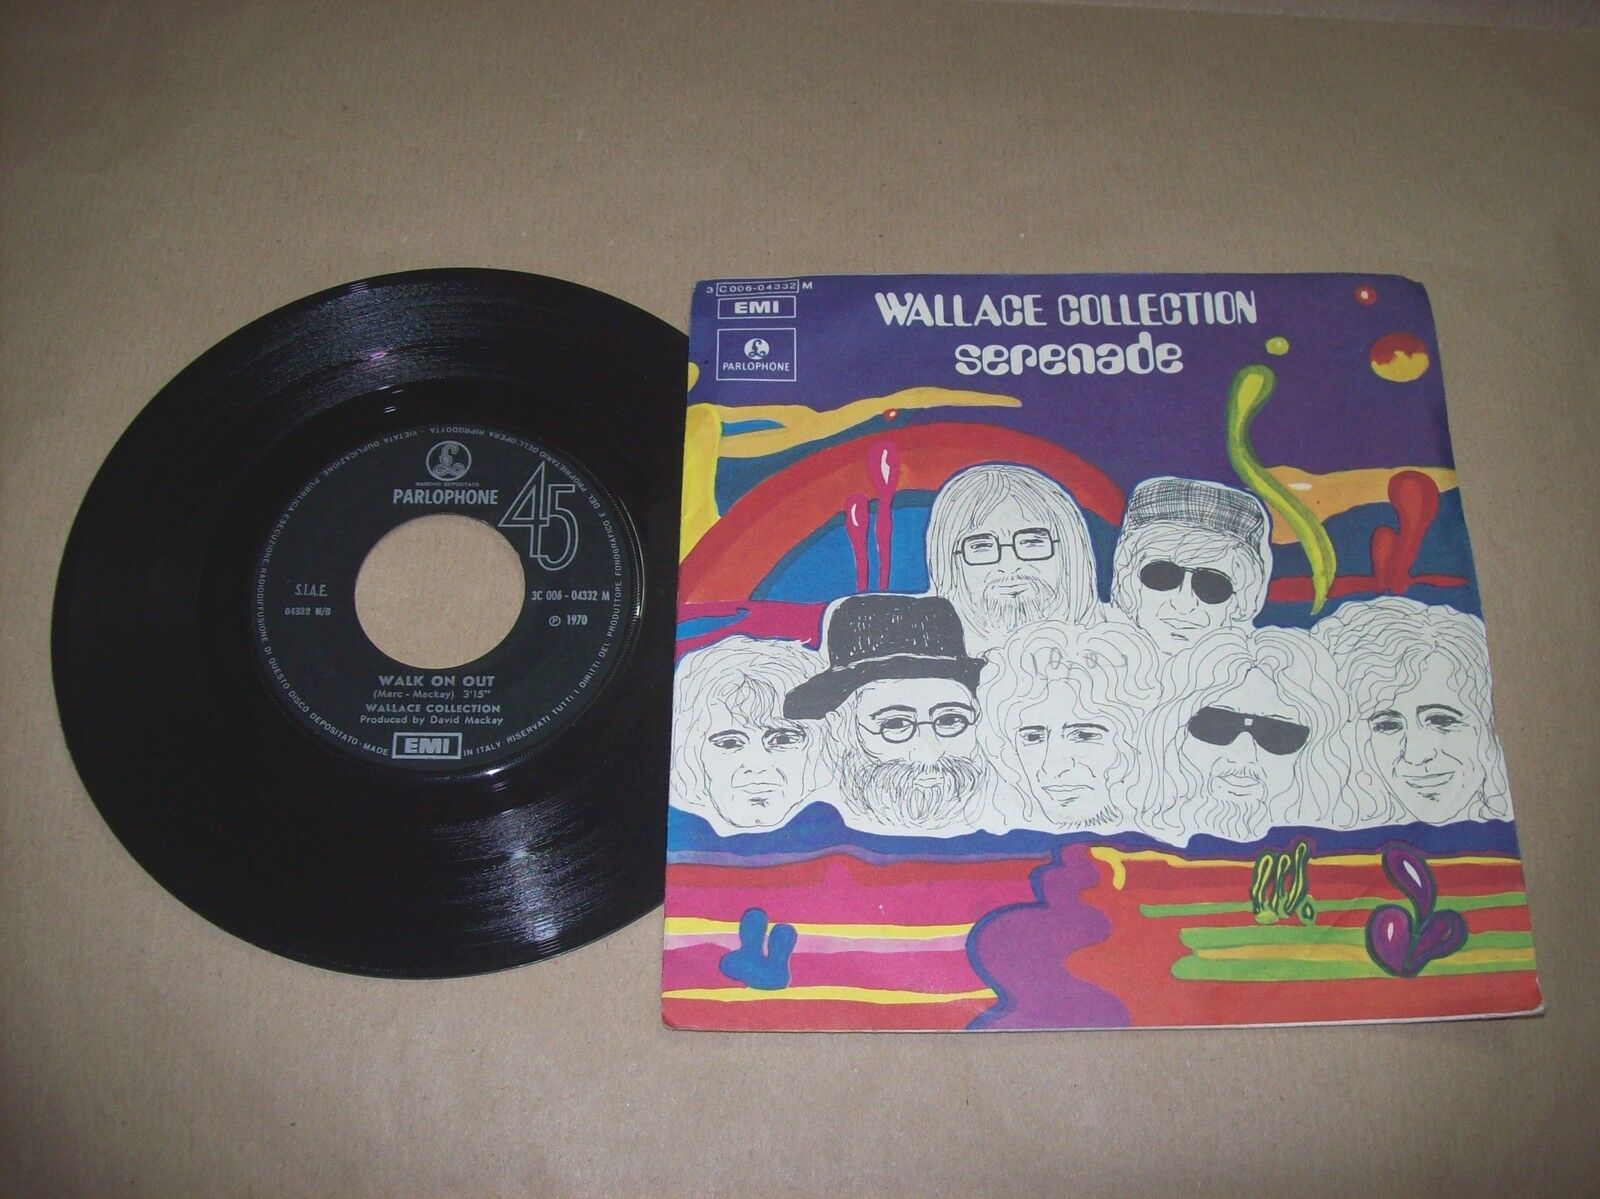 MARCHIO DEPOSITATO
PARLOPHONE
45
S.I.A.E.
04332 M/B
3C 006 - 04332 M
Ⓟ 1970
WALK ON OUT
(Marc - Mackay) 3'15"
WALLACE COLLECTION
Produced by David Mackay
EMI
MADE IN ITALY · RISERVATI TUTTI I DIRITTI DEL PRODUTTORE FONOGRAFICO E DEL PROPRIETARIO DELL'OPERA RIPRODOTTA - VIETATA DUPLICAZIONE, PUBBLICA ESECUZIONE, RADIODIFFUSIONE DI QUESTO DISCO DEPOSITATO
3 C 006-04332 M
EMI
PARLOPHONE
WALLACE COLLECTION
serenade